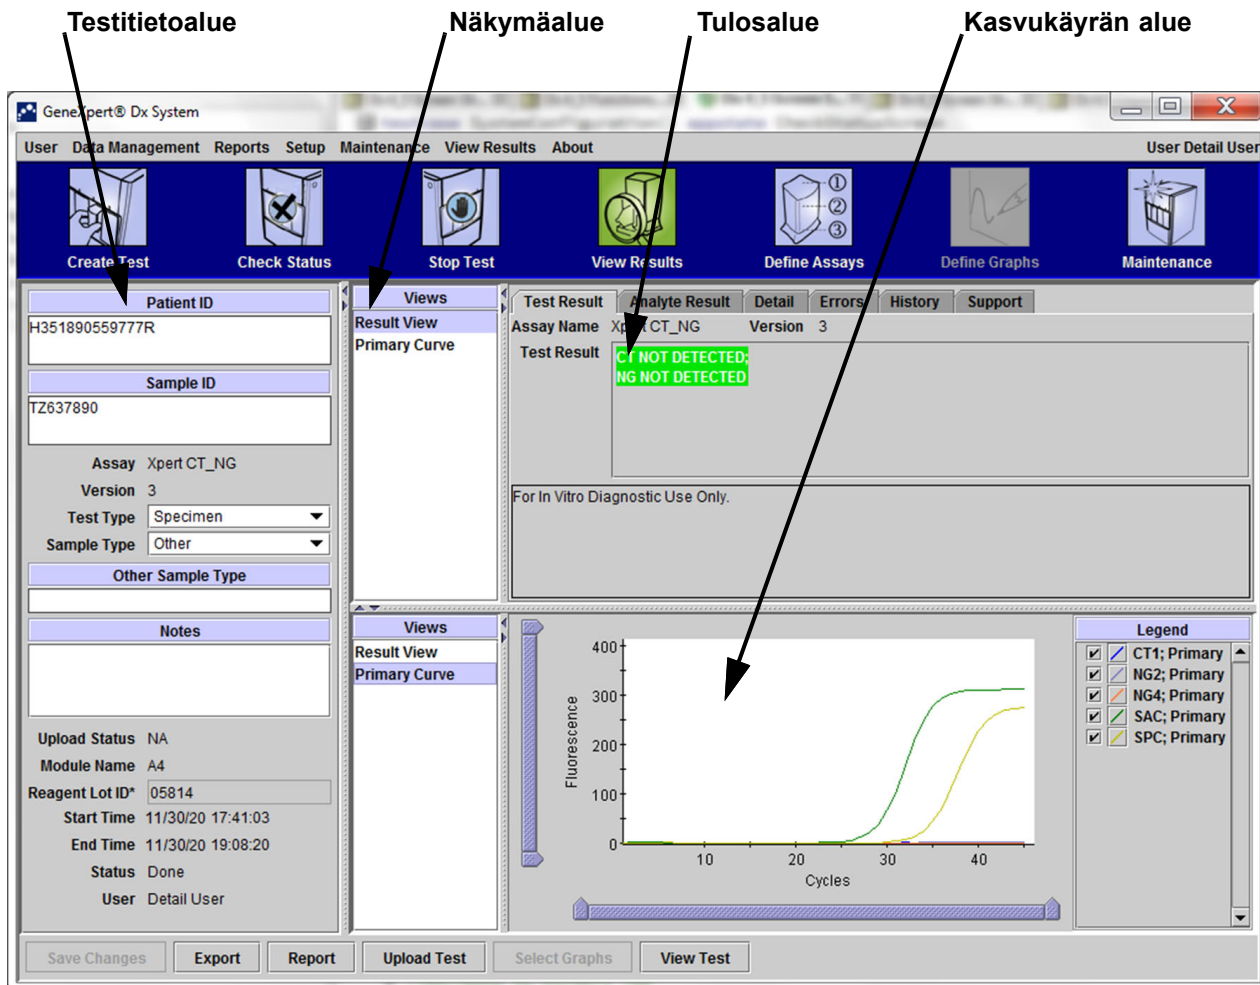 Testitietoalue Näkymäalue Tulosalue Kasvukäyrän alue
GeneXpert® Dx System
User Data Management Reports Setup Maintenance View Results About User Detail User
Create Test Check Status Stop Test View Results Define Assays Define Graphs Maintenance
Patient ID
H351890559777R
Sample ID
TZ637890
Assay Xpert CT_NG
Version 3
Test Type Specimen
Sample Type Other
Other Sample Type
Notes
Upload Status NA
Module Name A4
Reagent Lot ID* 05814
Start Time 11/30/20 17:41:03
End Time 11/30/20 19:08:20
Status Done
User Detail User
Views
Result View
Primary Curve
Test Result Analyte Result Detail Errors History Support
Assay Name Xpert CT_NG Version 3
Test Result CT NOT DETECTED;
NG NOT DETECTED
For In Vitro Diagnostic Use Only.
Views
Result View
Primary Curve
Fluorescence
400
300
200
100
0
10 20 30 40
Cycles
Legend
CT1; Primary
NG2; Primary
NG4; Primary
SAC; Primary
SPC; Primary
Save Changes Export Report Upload Test Select Graphs View Test